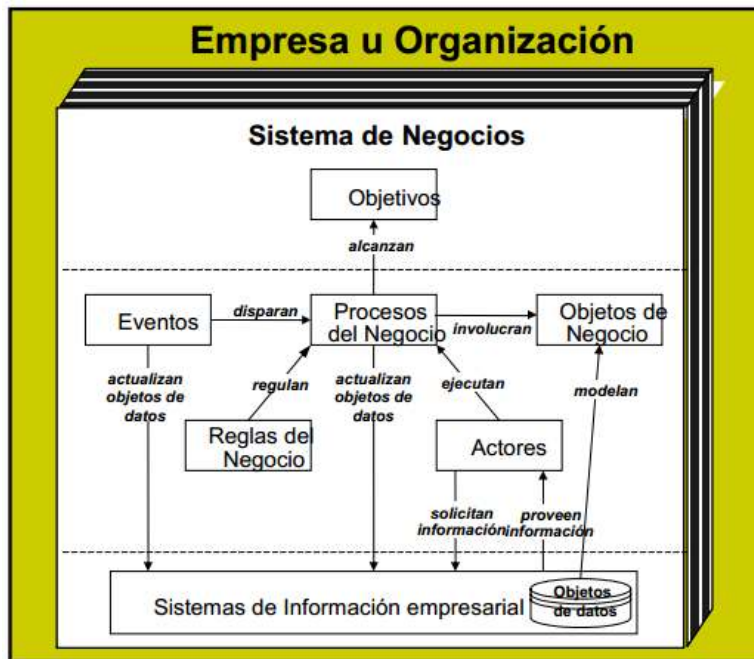 Empresa u Organización
Sistema de Negocios
Objetivos
alcanzan
Eventos
disparan
Procesos
del Negocio
involucran
Objetos de
Negocio
actualizan
objetos de
datos
regulan
actualizan
objetos de
datos
ejecutan
modelan
Reglas del
Negocio
Actores
solicitan
información
proveen
información
Sistemas de Información empresarial
Objetos
de datos